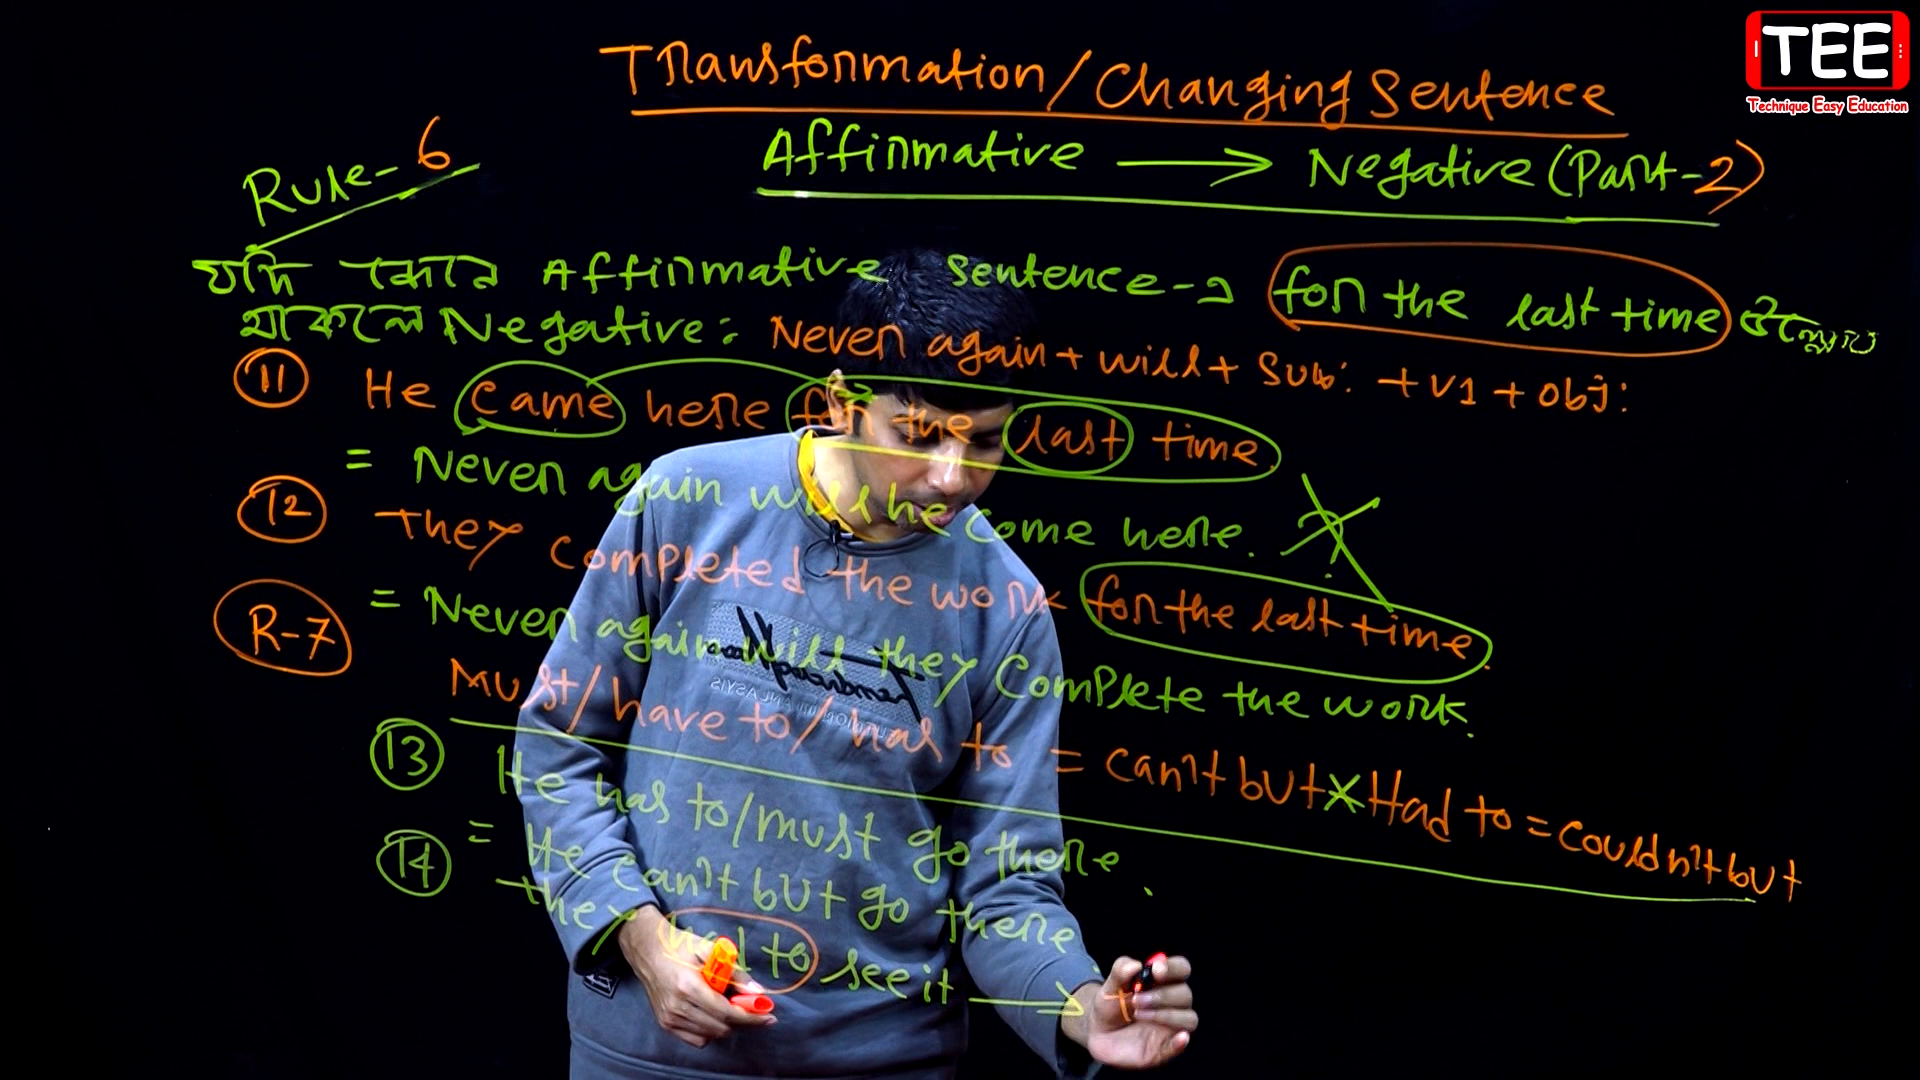 TEE
Technique Easy Education
Transformation/Changing Sentence
Affirmative → Negative (Part-2)
Rule-6
যদি কোনো Affirmative sentence-এ for the last time উল্লেখ
থাকলে Negative: Never again + will + Sub: + V1 + obj:
11 He came here for the last time.
= Never again will he come here.
12 They completed the work for the last time.
= Never again will they complete the work.
R-7
Must/have to/has to = can't but × Had to = couldn't but
13 He has to/must go there.
= He can't but go there.
14 They had to see it →